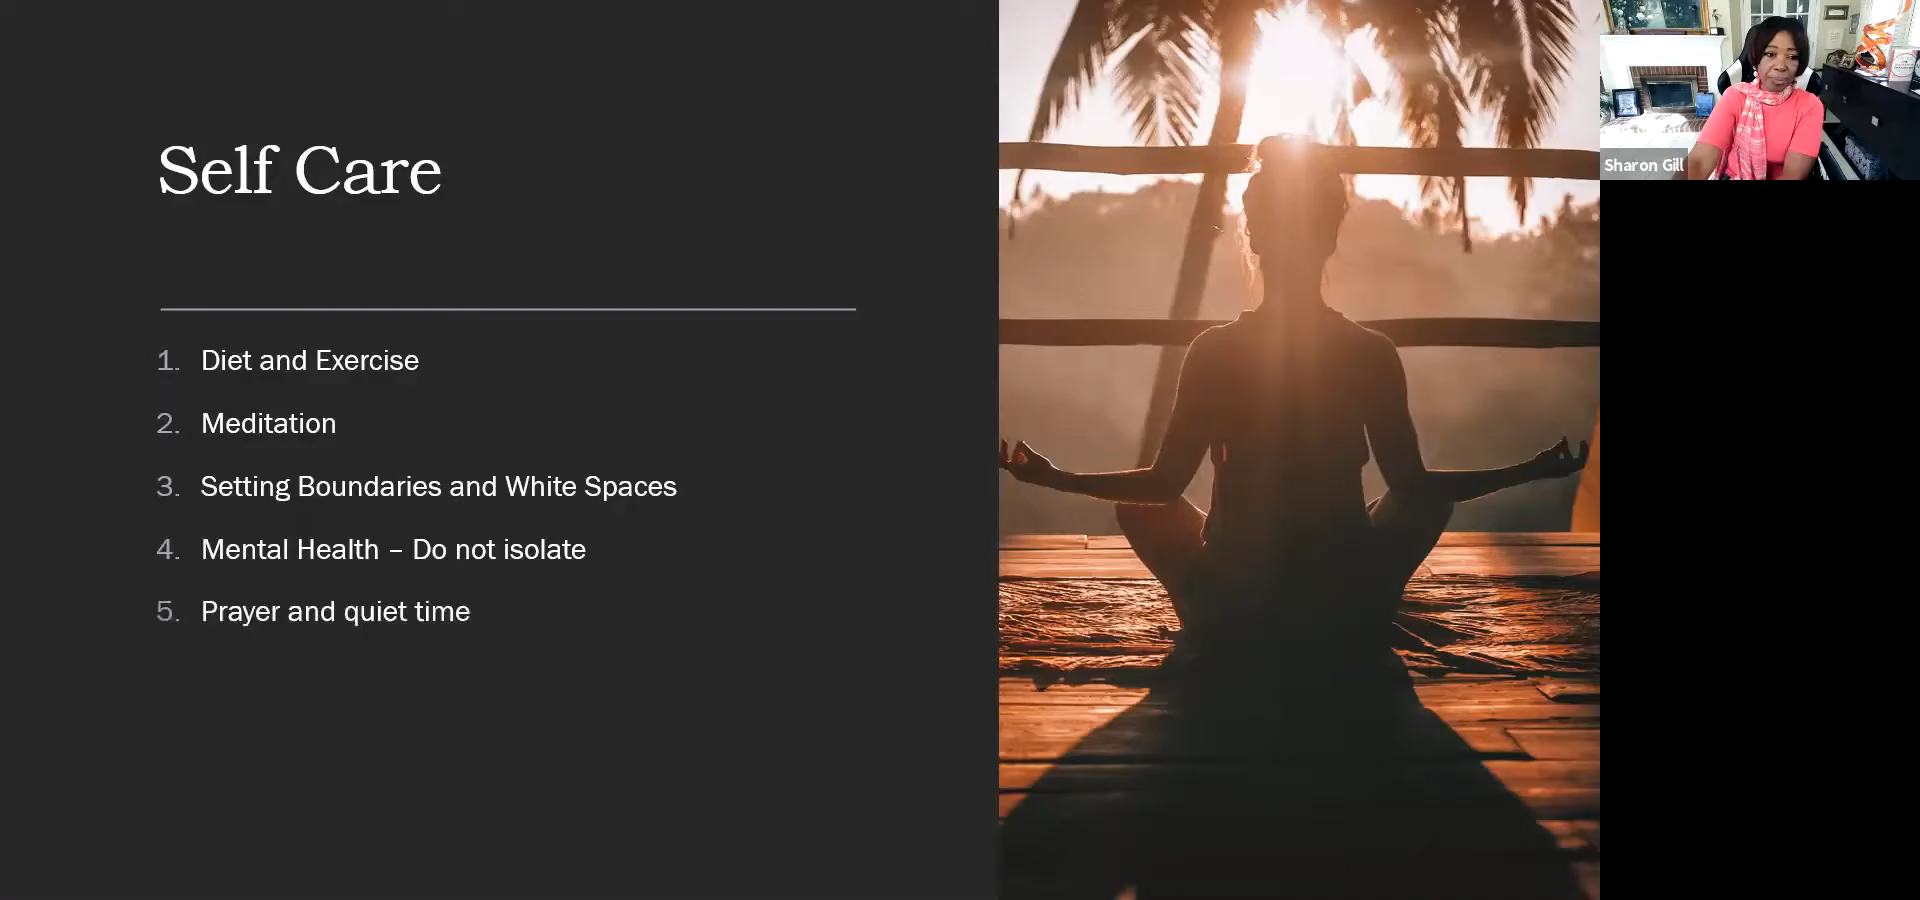 Self Care
1. Diet and Exercise
2. Meditation
3. Setting Boundaries and White Spaces
4. Mental Health – Do not isolate
5. Prayer and quiet time
Sharon Gill